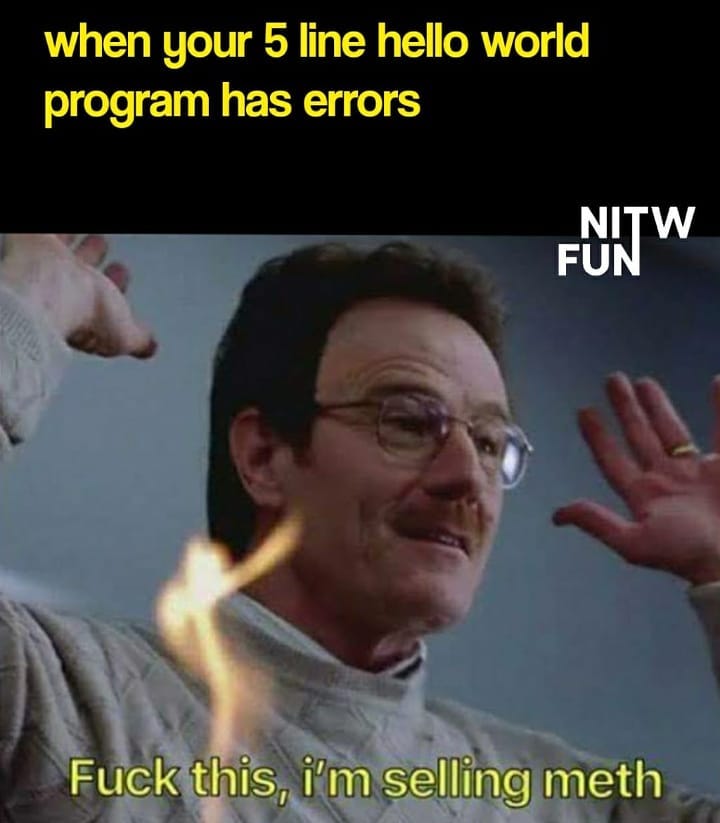 when your 5 line hello world
program has errors
NITW
FUN
Fuck this, i'm selling meth